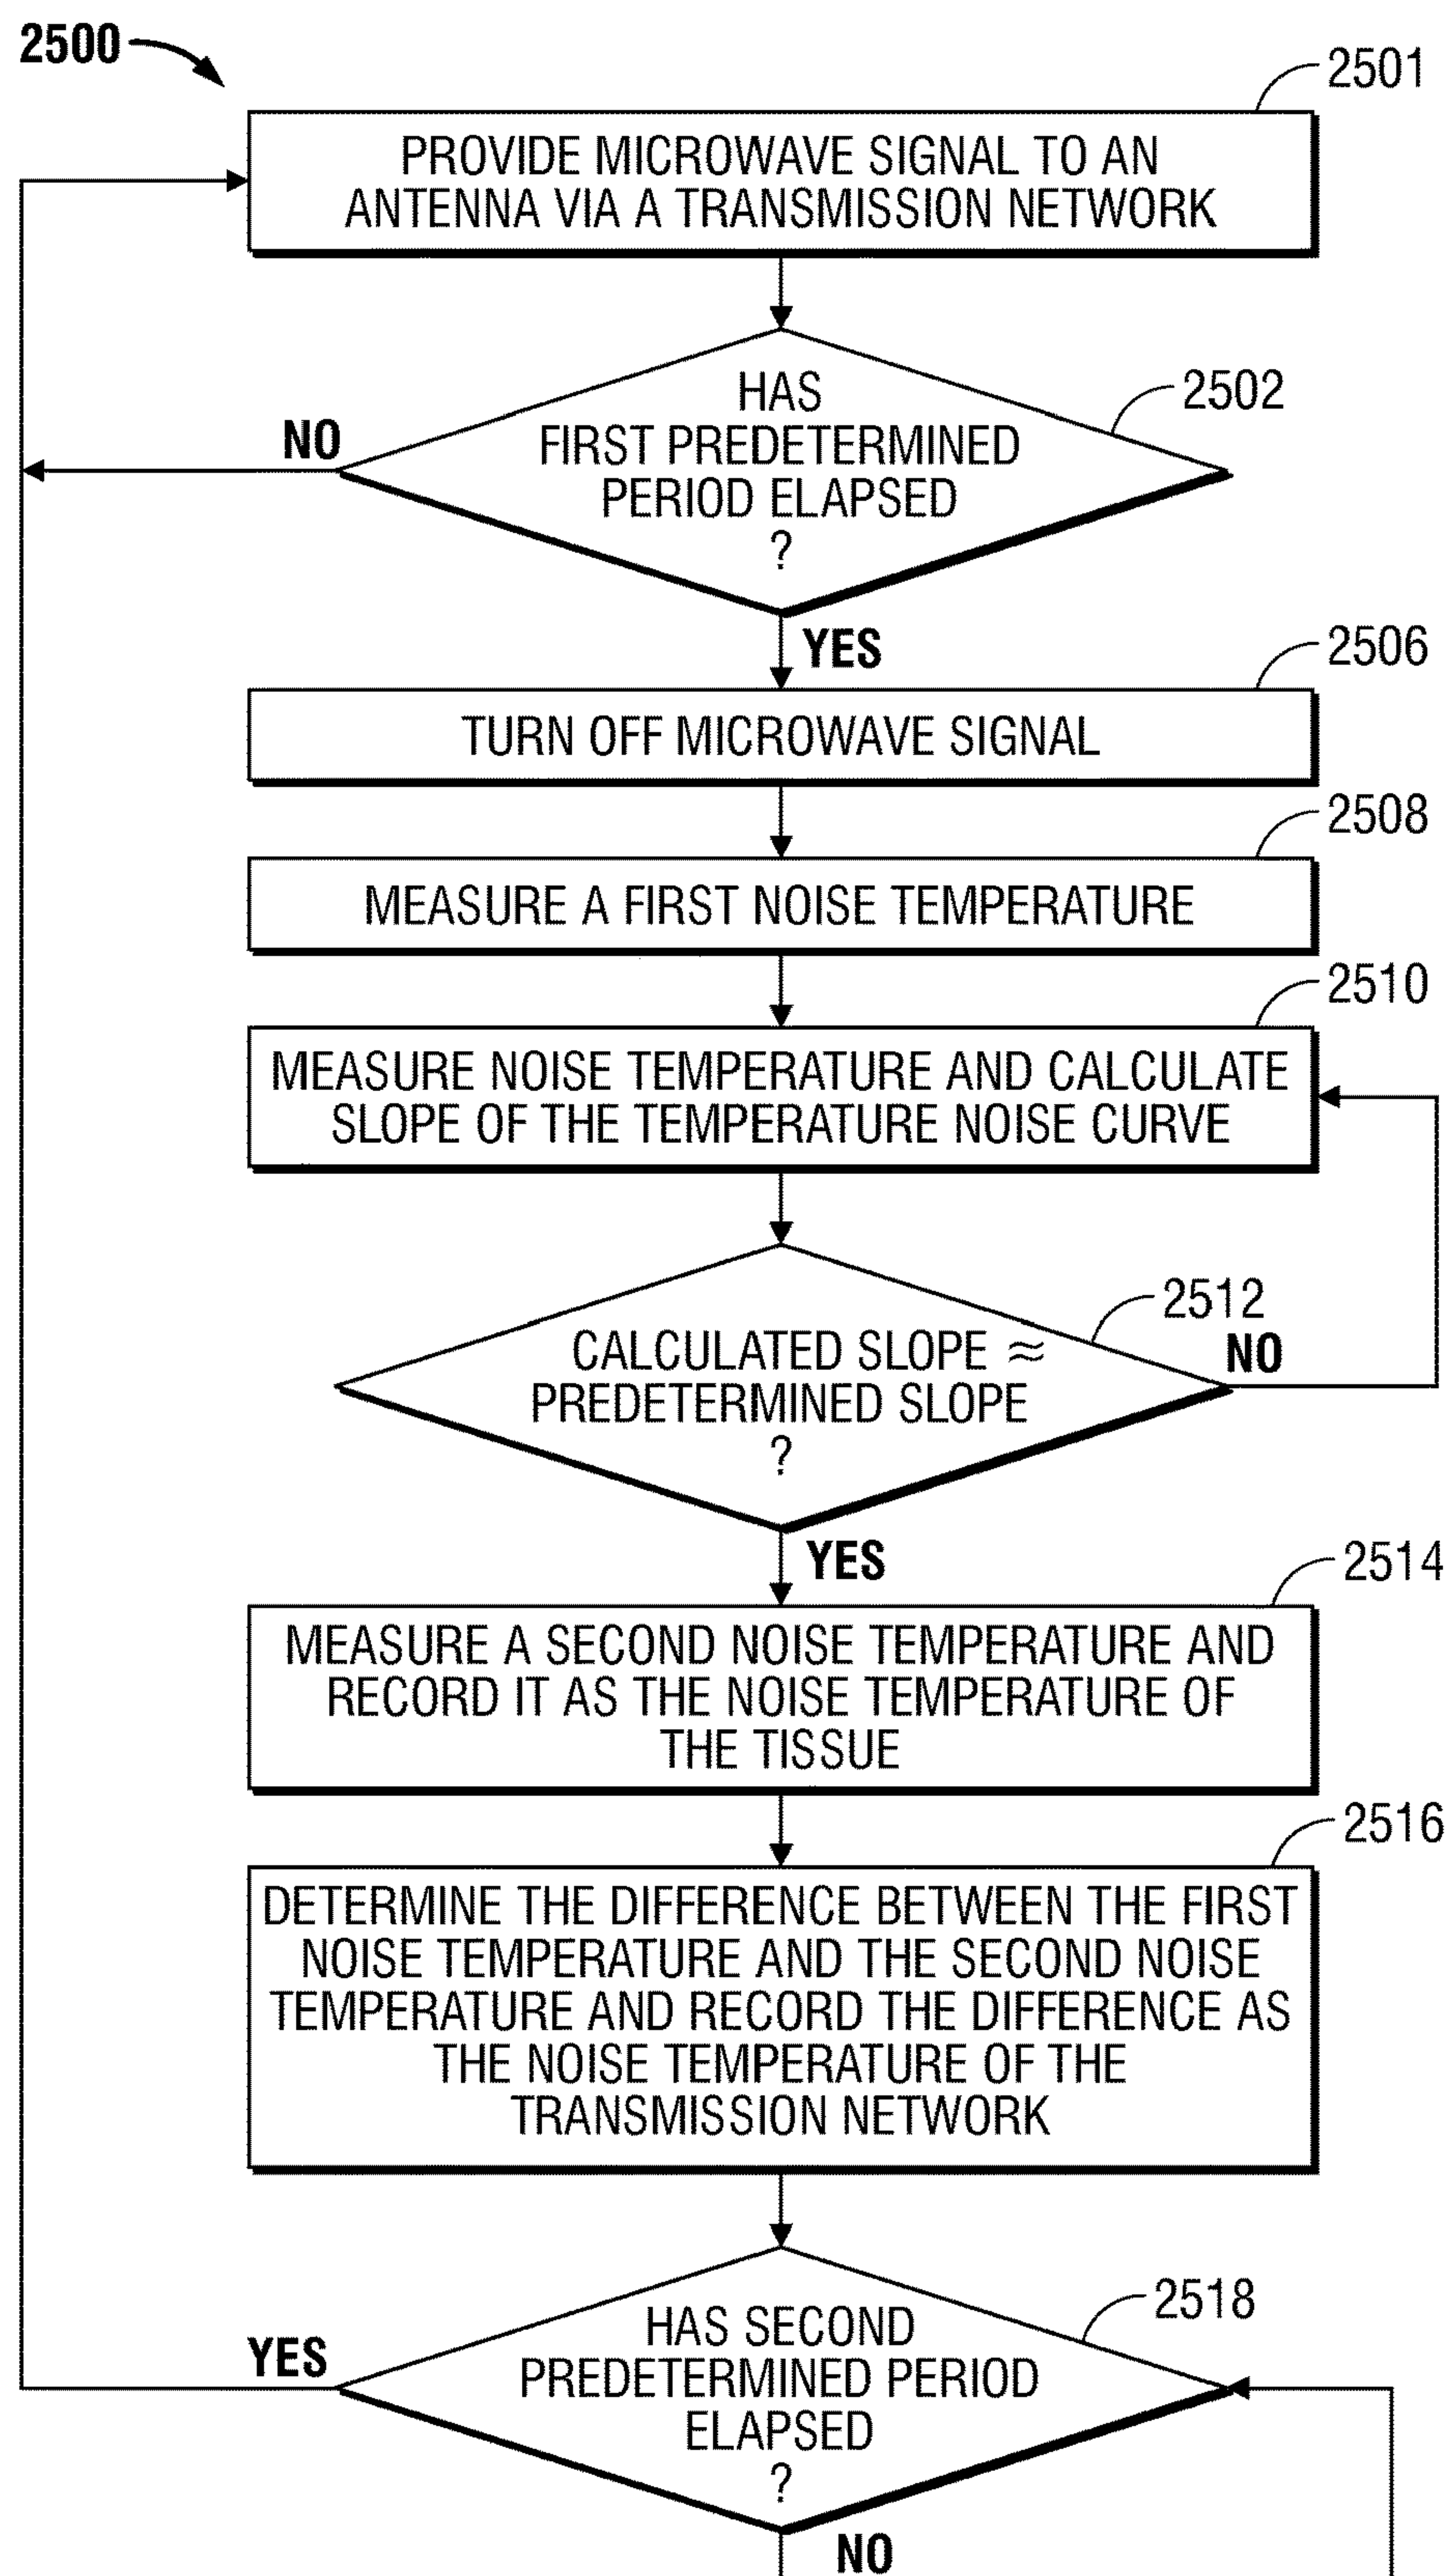 2500
2501
PROVIDE MICROWAVE SIGNAL TO AN
ANTENNA VIA A TRANSMISSION NETWORK
2502
HAS
FIRST PREDETERMINED
PERIOD ELAPSED
?
NO
YES
2506
TURN OFF MICROWAVE SIGNAL
2508
MEASURE A FIRST NOISE TEMPERATURE
2510
MEASURE NOISE TEMPERATURE AND CALCULATE
SLOPE OF THE TEMPERATURE NOISE CURVE
2512
CALCULATED SLOPE ≈
PREDETERMINED SLOPE
?
NO
YES
2514
MEASURE A SECOND NOISE TEMPERATURE AND
RECORD IT AS THE NOISE TEMPERATURE OF
THE TISSUE
2516
DETERMINE THE DIFFERENCE BETWEEN THE FIRST
NOISE TEMPERATURE AND THE SECOND NOISE
TEMPERATURE AND RECORD THE DIFFERENCE AS
THE NOISE TEMPERATURE OF THE
TRANSMISSION NETWORK
2518
HAS SECOND
PREDETERMINED PERIOD
ELAPSED
?
YES
NO